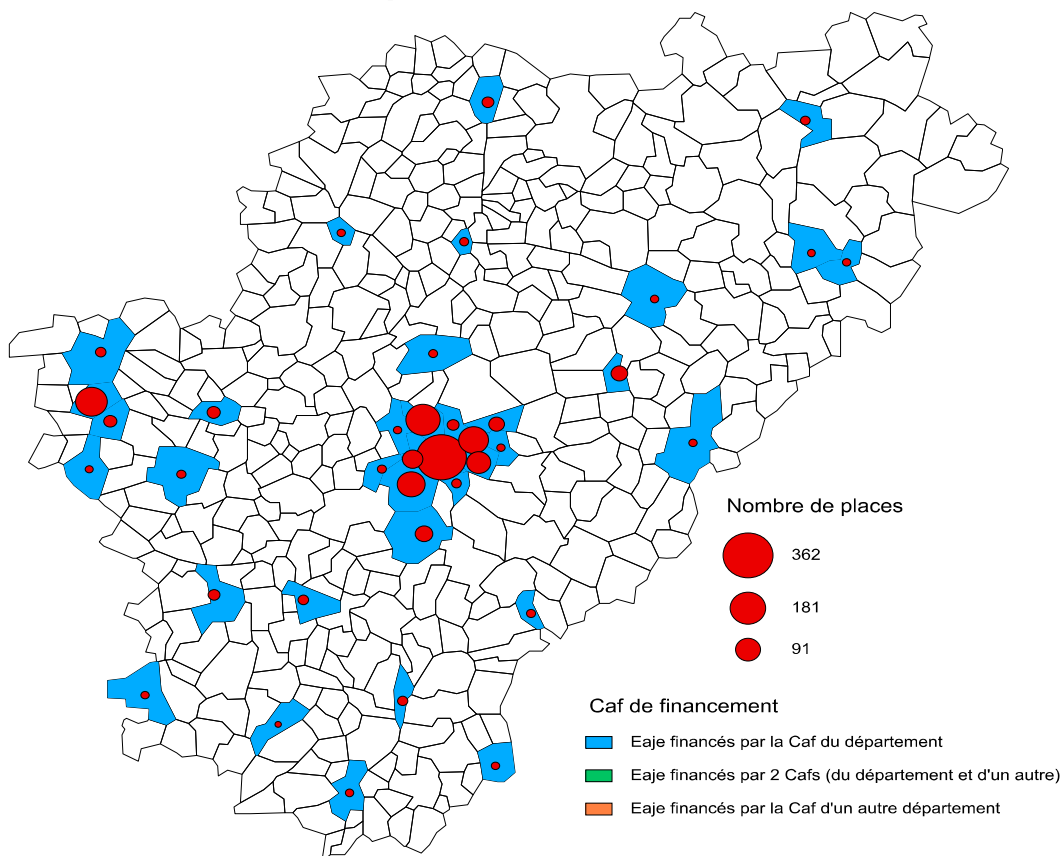 Nombre de places
362
181
91
Caf de financement
Eaje financés par la Caf du département
Eaje financés par 2 Cafs (du département et d'un autre)
Eaje financés par la Caf d'un autre département